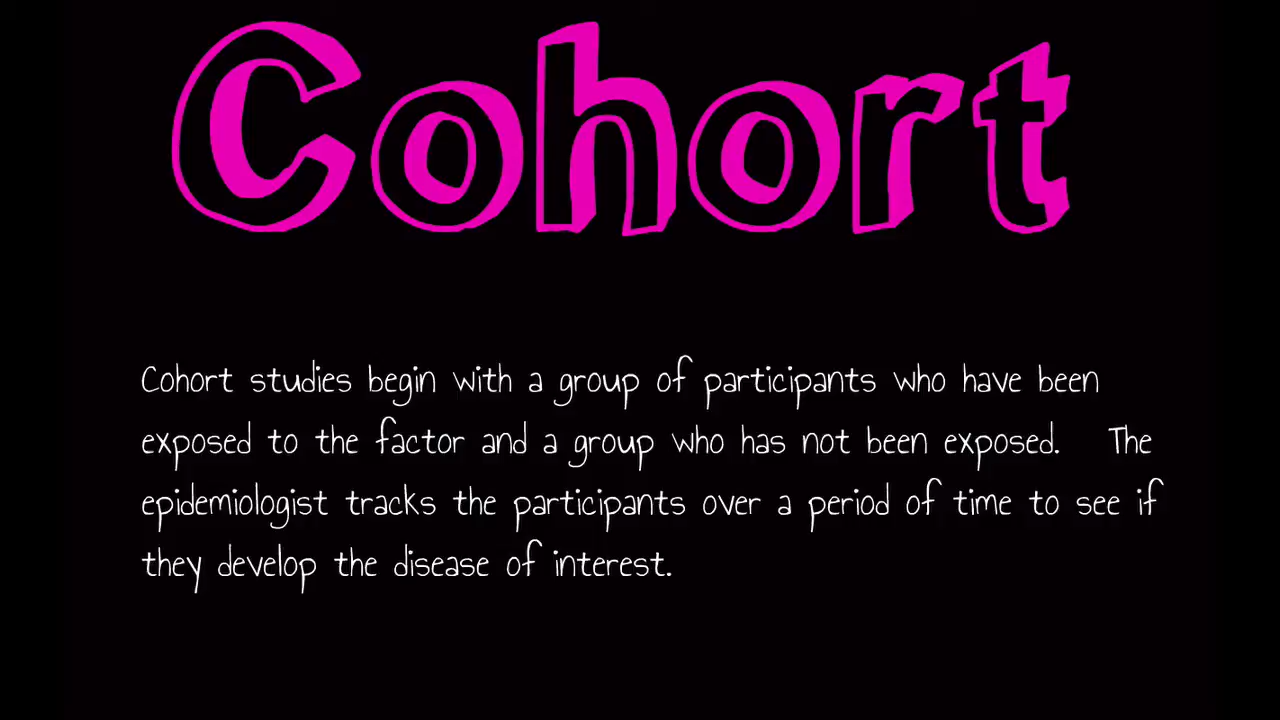 Cohort
Cohort studies begin with a group of participants who have been
exposed to the factor and a group who has not been exposed. The
epidemiologist tracks the participants over a period of time to see if
they develop the disease of interest.